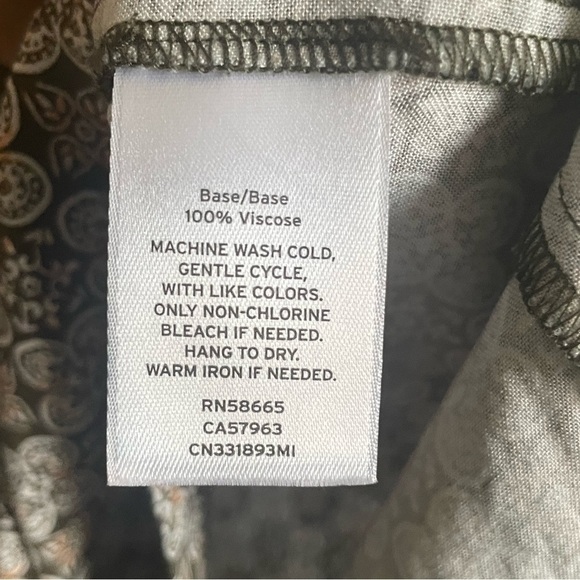 Base/Base
100% Viscose
MACHINE WASH COLD,
GENTLE CYCLE,
WITH LIKE COLORS.
ONLY NON-CHLORINE
BLEACH IF NEEDED.
HANG TO DRY.
WARM IRON IF NEEDED.
RN58665
CA57963
CN331893MI